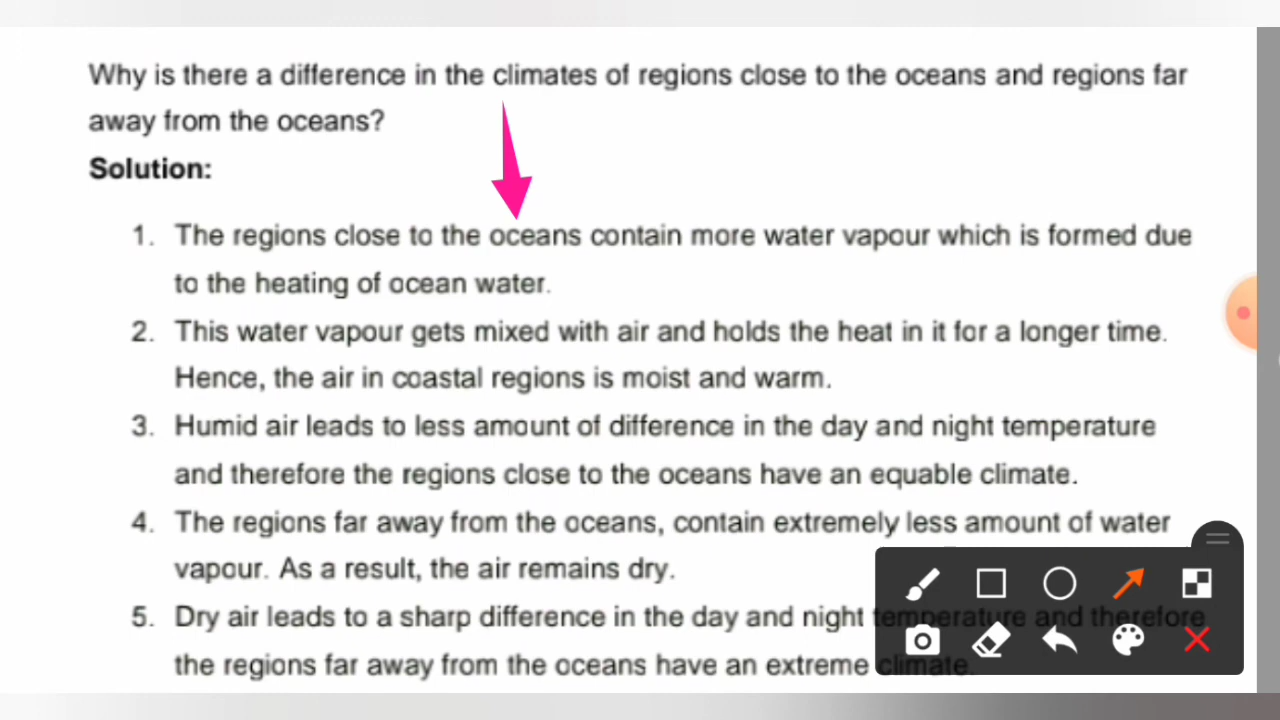 Why is there a difference in the climates of regions close to the oceans and regions far
away from the oceans?
Solution:
1. The regions close to the oceans contain more water vapour which is formed due
to the heating of ocean water.
2. This water vapour gets mixed with air and holds the heat in it for a longer time.
Hence, the air in coastal regions is moist and warm.
3. Humid air leads to less amount of difference in the day and night temperature
and therefore the regions close to the oceans have an equable climate.
4. The regions far away from the oceans, contain extremely less amount of water
vapour. As a result, the air remains dry.
5. Dry air leads to a sharp difference in the day and night temperature and therefore
the regions far away from the oceans have an extreme climate.